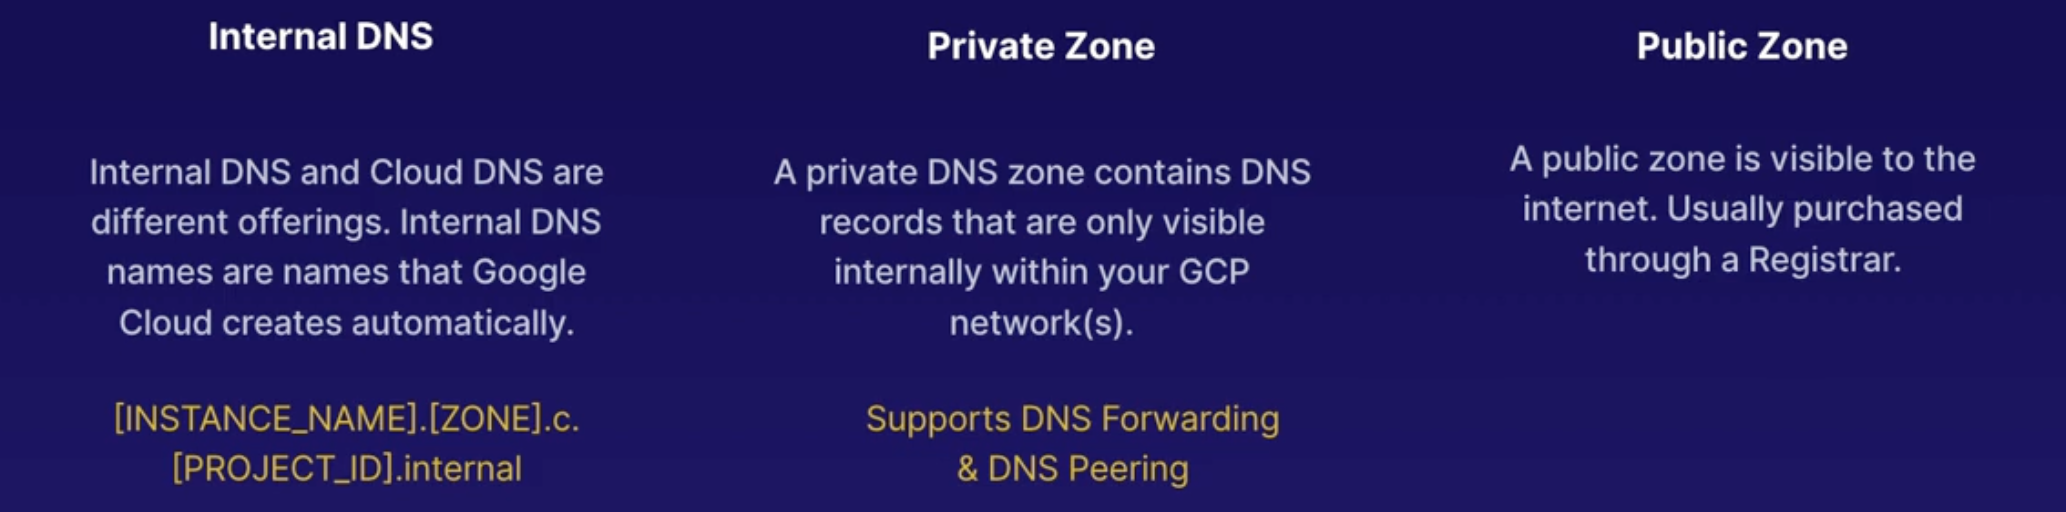 Internal DNS
Internal DNS and Cloud DNS are
different offerings. Internal DNS
names are names that Google
Cloud creates automatically.
[INSTANCE_NAME].[ZONE].c.
[PROJECT_ID].internal
Private Zone
A private DNS zone contains DNS
records that are only visible
internally within your GCP
network(s).
Supports DNS Forwarding
& DNS Peering
Public Zone
A public zone is visible to the
internet. Usually purchased
through a Registrar.